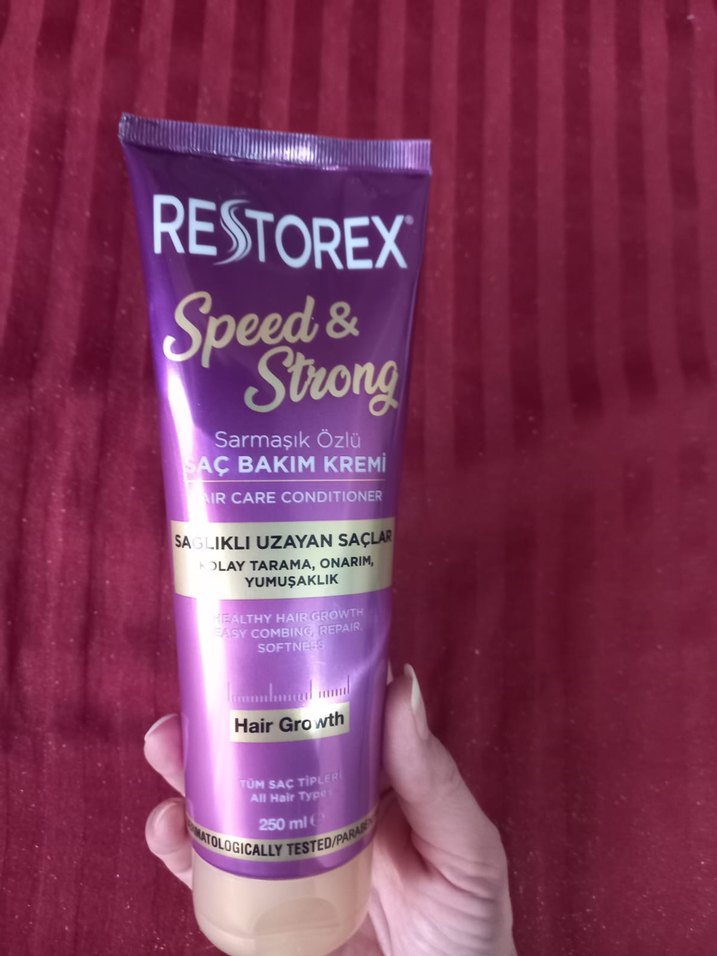 RESTOREX®
Speed &
Strong
Sarmaşık Özlü
SAÇ BAKIM KREMİ
HAIR CARE CONDITIONER
SAĞLIKLI UZAYAN SAÇLAR
KOLAY TARAMA, ONARIM,
YUMUŞAKLIK
HEALTHY HAIR GROWTH
EASY COMBING, REPAIR,
SOFTNESS
Hair Growth
TÜM SAÇ TİPLERİ
All Hair Types
250 ml ℮
DERMATOLOGICALLY TESTED/PARABEN